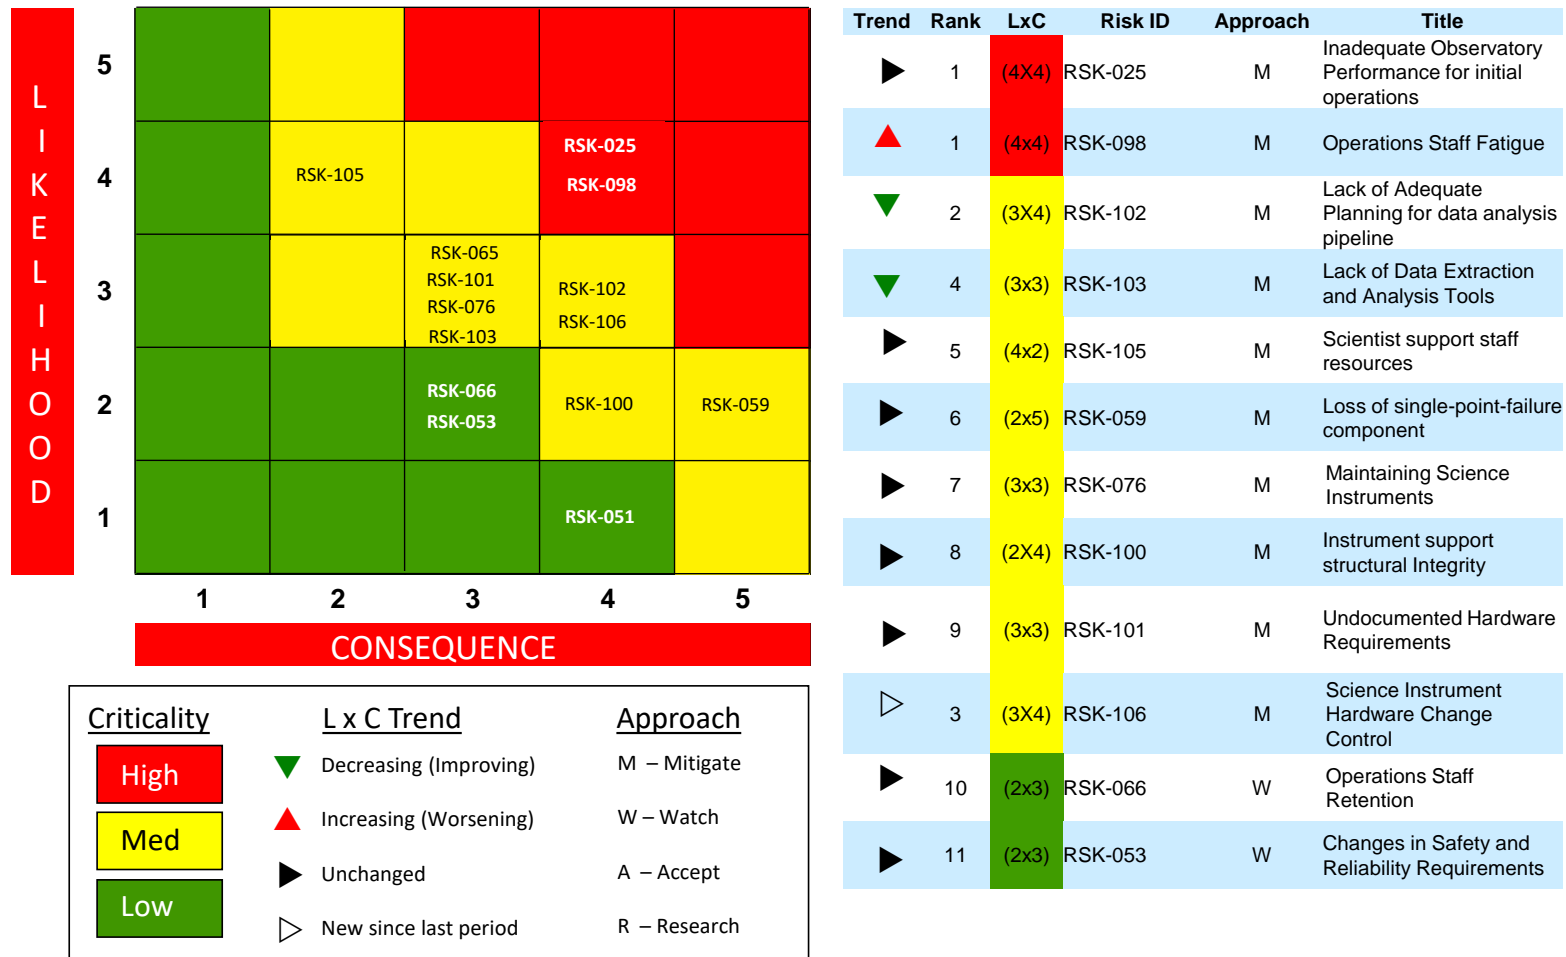 LIKELIHOOD
5
4
3
2
1
RSK-025
RSK-105
RSK-098
RSK-065
RSK-101
RSK-076
RSK-103
RSK-102
RSK-106
RSK-066
RSK-053
RSK-100
RSK-059
RSK-051
1 2 3 4 5
CONSEQUENCE
Criticality
High
Med
Low
L x C Trend
Decreasing (Improving)
Increasing (Worsening)
Unchanged
New since last period
Approach
M – Mitigate
W – Watch
A – Accept
R – Research
Trend Rank LxC Risk ID Approach Title
1 (4X4) RSK-025 M Inadequate Observatory
Performance for initial
operations
1 (4x4) RSK-098 M Operations Staff Fatigue
2 (3X4) RSK-102 M Lack of Adequate
Planning for data analysis
pipeline
4 (3x3) RSK-103 M Lack of Data Extraction
and Analysis Tools
5 (4x2) RSK-105 M Scientist support staff
resources
6 (2x5) RSK-059 M Loss of single-point-failure
component
7 (3x3) RSK-076 M Maintaining Science
Instruments
8 (2X4) RSK-100 M Instrument support
structural Integrity
9 (3x3) RSK-101 M Undocumented Hardware
Requirements
3 (3X4) RSK-106 M Science Instrument
Hardware Change
Control
10 (2x3) RSK-066 W Operations Staff
Retention
11 (2x3) RSK-053 W Changes in Safety and
Reliability Requirements